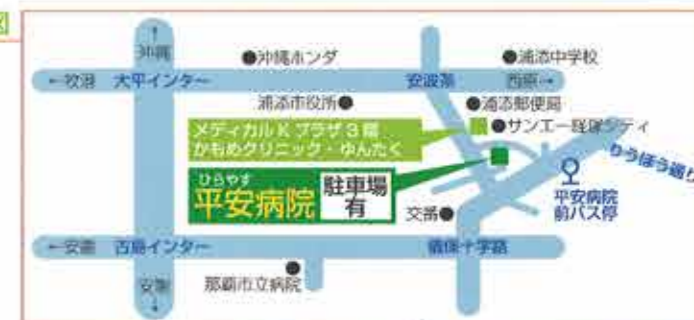 ↑
沖縄
●沖縄ホンダ
●浦添中学校
←牧港 大平インター
安波茶
西原→
浦添市役所●
●浦添郵便局
メディカルKプラザ3階
かもめクリニック・ゆんたく
●サンエー経塚シティ
りうぼう通り
ひらやす
平安病院
駐車場
有
平安病院
前バス停
交番●
←安謝 古島インター
儀保十字路
那覇市立病院
↓